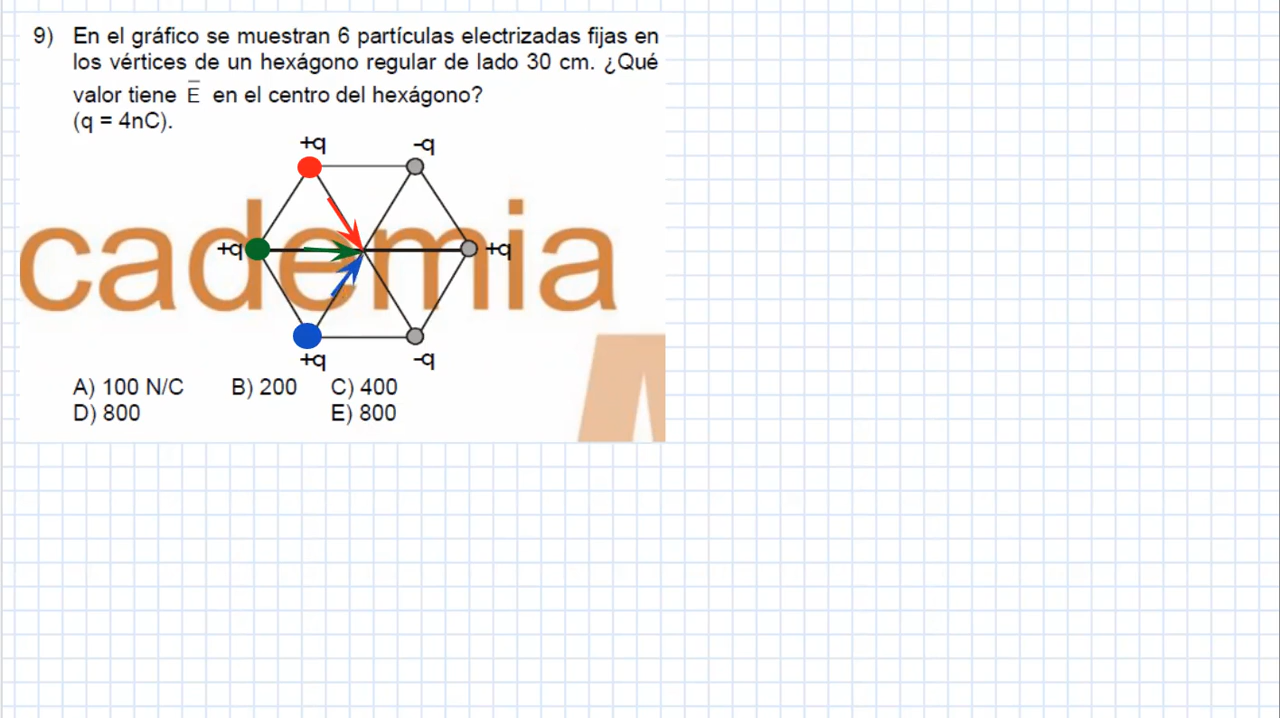 9) En el gráfico se muestran 6 partículas electrizadas fijas en
los vértices de un hexágono regular de lado 30 cm. ¿Qué
valor tiene E̅ en el centro del hexágono?
(q = 4nC).
+q -q
+q +q
cademia
+q -q
A) 100 N/C B) 200 C) 400
D) 800 E) 800